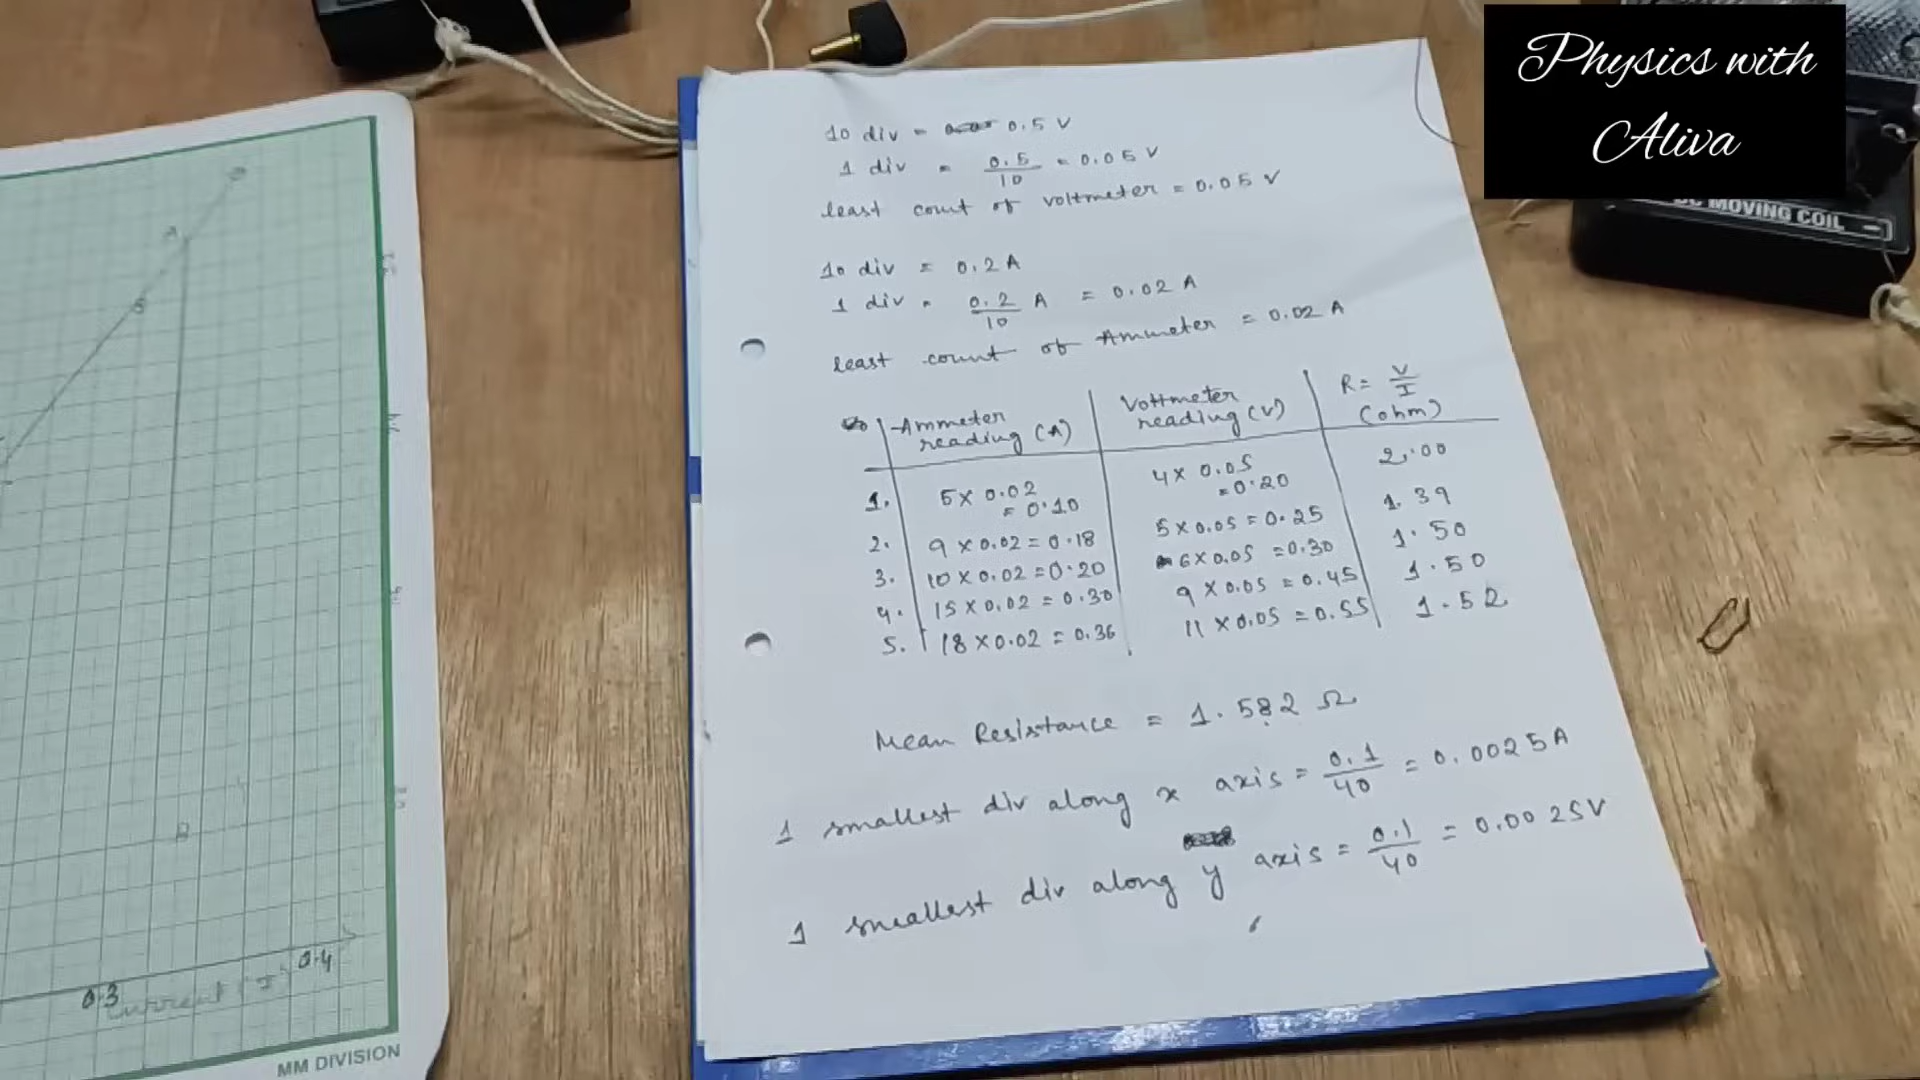 Physics with
Aliva
DC MOVING COIL
10 div = 0.5 V
1 div = 0.5/10 = 0.05 V
least count of voltmeter = 0.05 V
10 div = 0.2 A
1 div = 0.2/10 A = 0.02 A
least count of Ammeter = 0.02 A
Ammeter reading (A) Voltmeter reading (V) R = V/I (ohm)
1. 5 x 0.02 = 0.10 4 x 0.05 = 0.20 2.00
2. 9 x 0.02 = 0.18 5 x 0.05 = 0.25 1.39
3. 10 x 0.02 = 0.20 6 x 0.05 = 0.30 1.50
4. 15 x 0.02 = 0.30 9 x 0.05 = 0.45 1.50
5. 18 x 0.02 = 0.36 11 x 0.05 = 0.55 1.52
Mean Resistance = 1.582 Ω
1 smallest div along x axis = 0.1/40 = 0.0025 A
1 smallest div along y axis = 0.1/40 = 0.0025 V
A
B
0.3
0.4
Current (I)
MM DIVISION